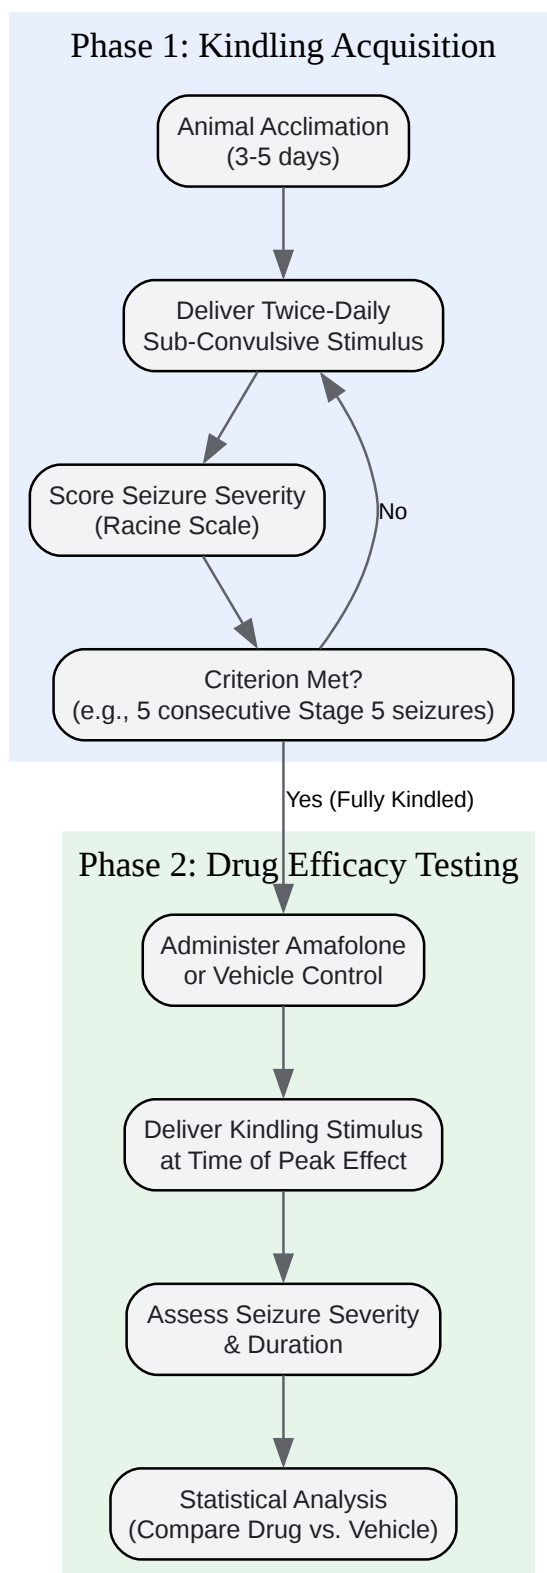 Phase 1: Kindling Acquisition
Animal Acclimation
(3-5 days)
Deliver Twice-Daily
Sub-Convulsive Stimulus
Score Seizure Severity
(Racine Scale)
No
Criterion Met?
(e.g., 5 consecutive Stage 5 seizures)
Yes (Fully Kindled)
Phase 2: Drug Efficacy Testing
Administer Amafolone
or Vehicle Control
Deliver Kindling Stimulus
at Time of Peak Effect
Assess Seizure Severity
& Duration
Statistical Analysis
(Compare Drug vs. Vehicle)